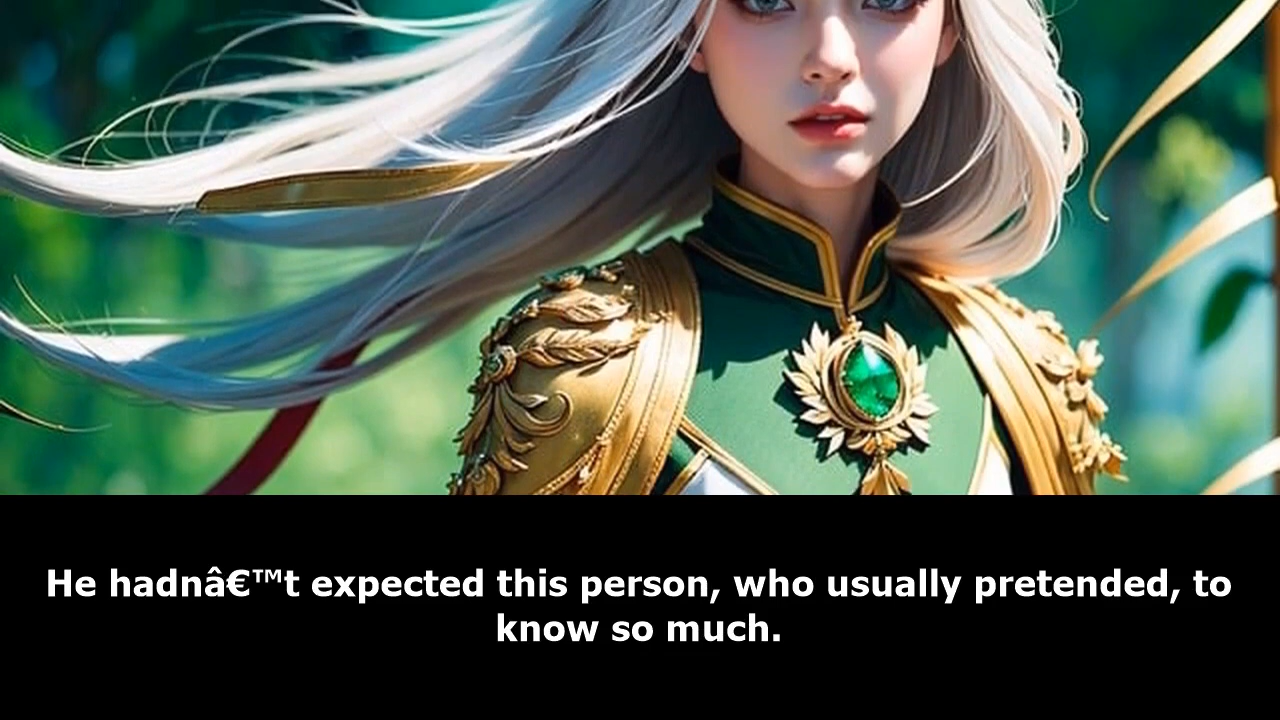 He hadnâ€™t expected this person, who usually pretended, to
know so much.